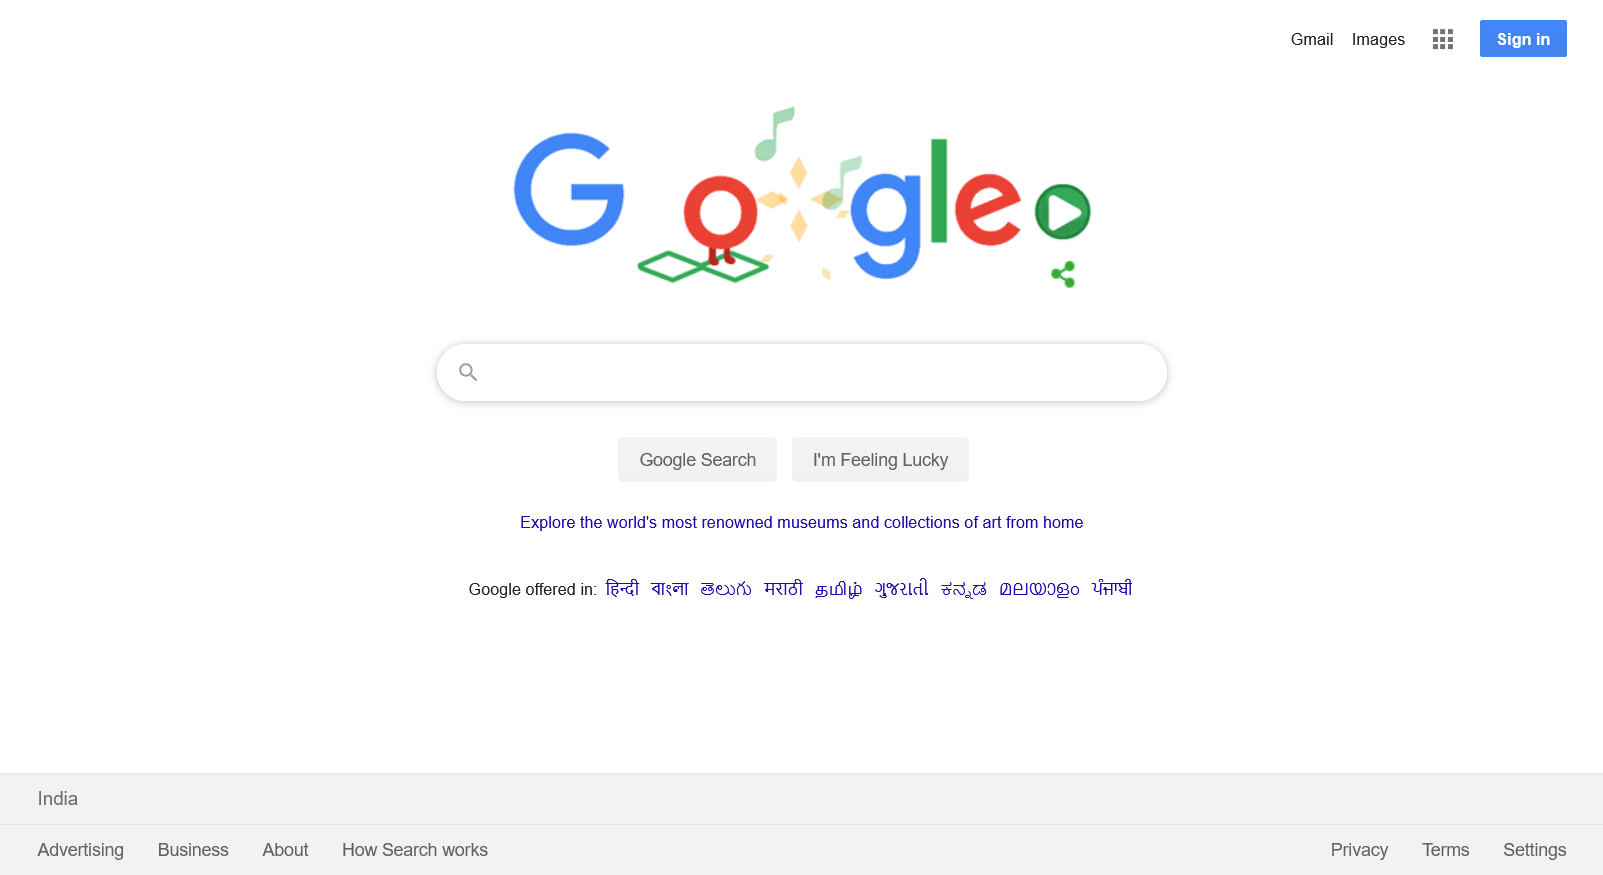 Gmail Images Sign in
Google
Google Search I'm Feeling Lucky
Explore the world's most renowned museums and collections of art from home
Google offered in: हिन्दी বাংলা తెలుగు मराठी தமிழ் ગુજરાતી ಕನ್ನಡ മലയാളം ਪੰਜਾਬੀ
India
Advertising Business About How Search works Privacy Terms Settings